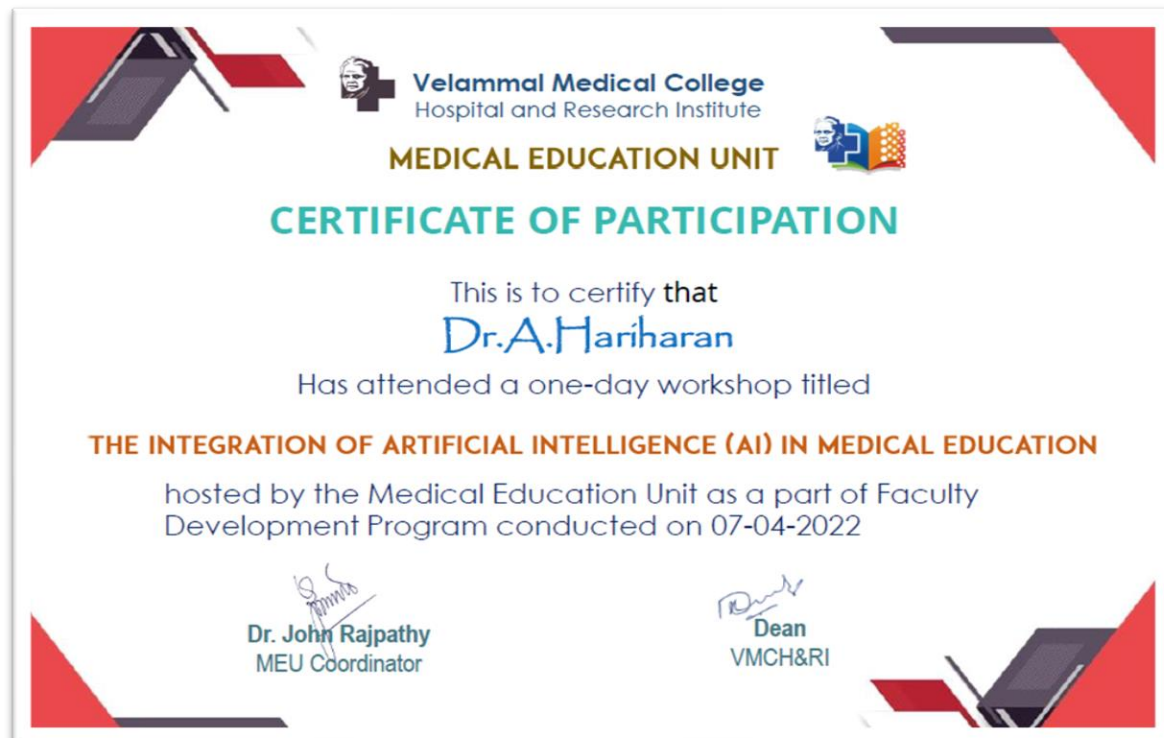 Velammal Medical College
Hospital and Research Institute
MEDICAL EDUCATION UNIT
CERTIFICATE OF PARTICIPATION
This is to certify that
Dr.A.Hariharan
Has attended a one-day workshop titled
THE INTEGRATION OF ARTIFICIAL INTELLIGENCE (AI) IN MEDICAL EDUCATION
hosted by the Medical Education Unit as a part of Faculty
Development Program conducted on 07-04-2022
Dr. John Rajpathy
MEU Coordinator
Dean
VMCH&RI